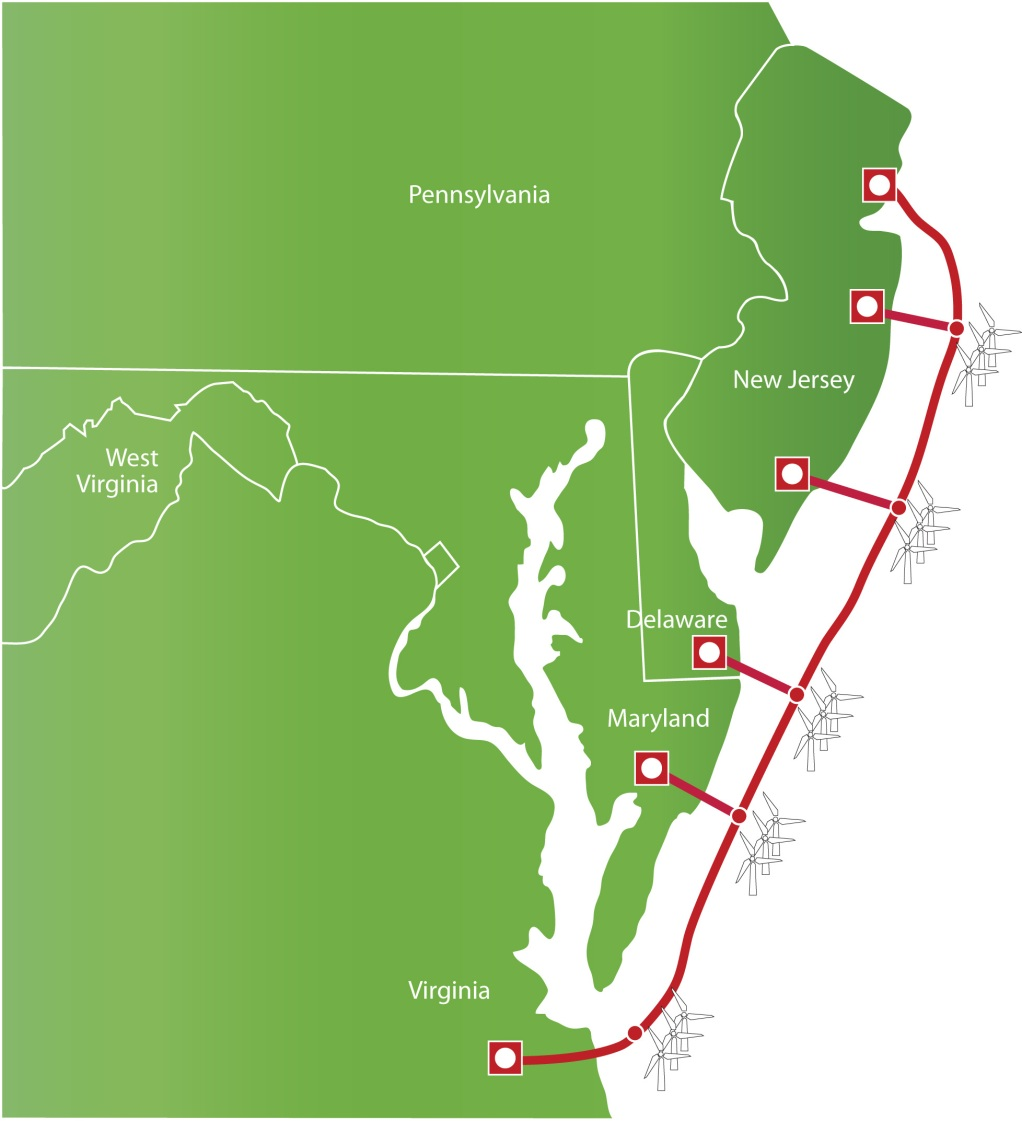 Pennsylvania
New Jersey
West
Virginia
Delaware
Maryland
Virginia